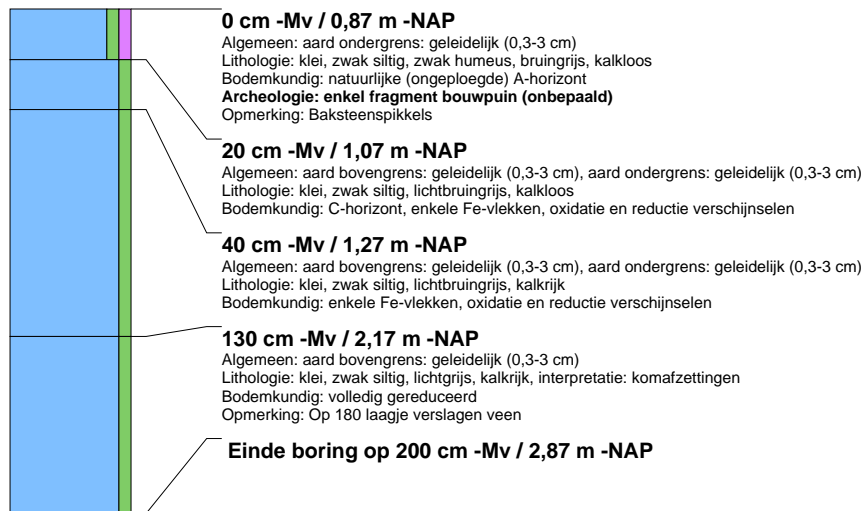 0 cm -Mv / 0,87 m -NAP
Algemeen: aard ondergrens: geleidelijk (0,3-3 cm)
Lithologie: klei, zwak siltig, zwak humeus, bruingrijs, kalkloos
Bodemkundig: natuurlijke (ongeploegde) A-horizont
Archeologie: enkel fragment bouwpuin (onbepaald)
Opmerking: Baksteenspikkels
20 cm -Mv / 1,07 m -NAP
Algemeen: aard bovengrens: geleidelijk (0,3-3 cm), aard ondergrens: geleidelijk (0,3-3 cm)
Lithologie: klei, zwak siltig, lichtbruingrijs, kalkloos
Bodemkundig: C-horizont, enkele Fe-vlekken, oxidatie en reductie verschijnselen
40 cm -Mv / 1,27 m -NAP
Algemeen: aard bovengrens: geleidelijk (0,3-3 cm), aard ondergrens: geleidelijk (0,3-3 cm)
Lithologie: klei, zwak siltig, lichtbruingrijs, kalkrijk
Bodemkundig: enkele Fe-vlekken, oxidatie en reductie verschijnselen
130 cm -Mv / 2,17 m -NAP
Algemeen: aard bovengrens: geleidelijk (0,3-3 cm)
Lithologie: klei, zwak siltig, lichtgrijs, kalkrijk, interpretatie: komafzettingen
Bodemkundig: volledig gereduceerd
Opmerking: Op 180 laagje verslagen veen
Einde boring op 200 cm -Mv / 2,87 m -NAP